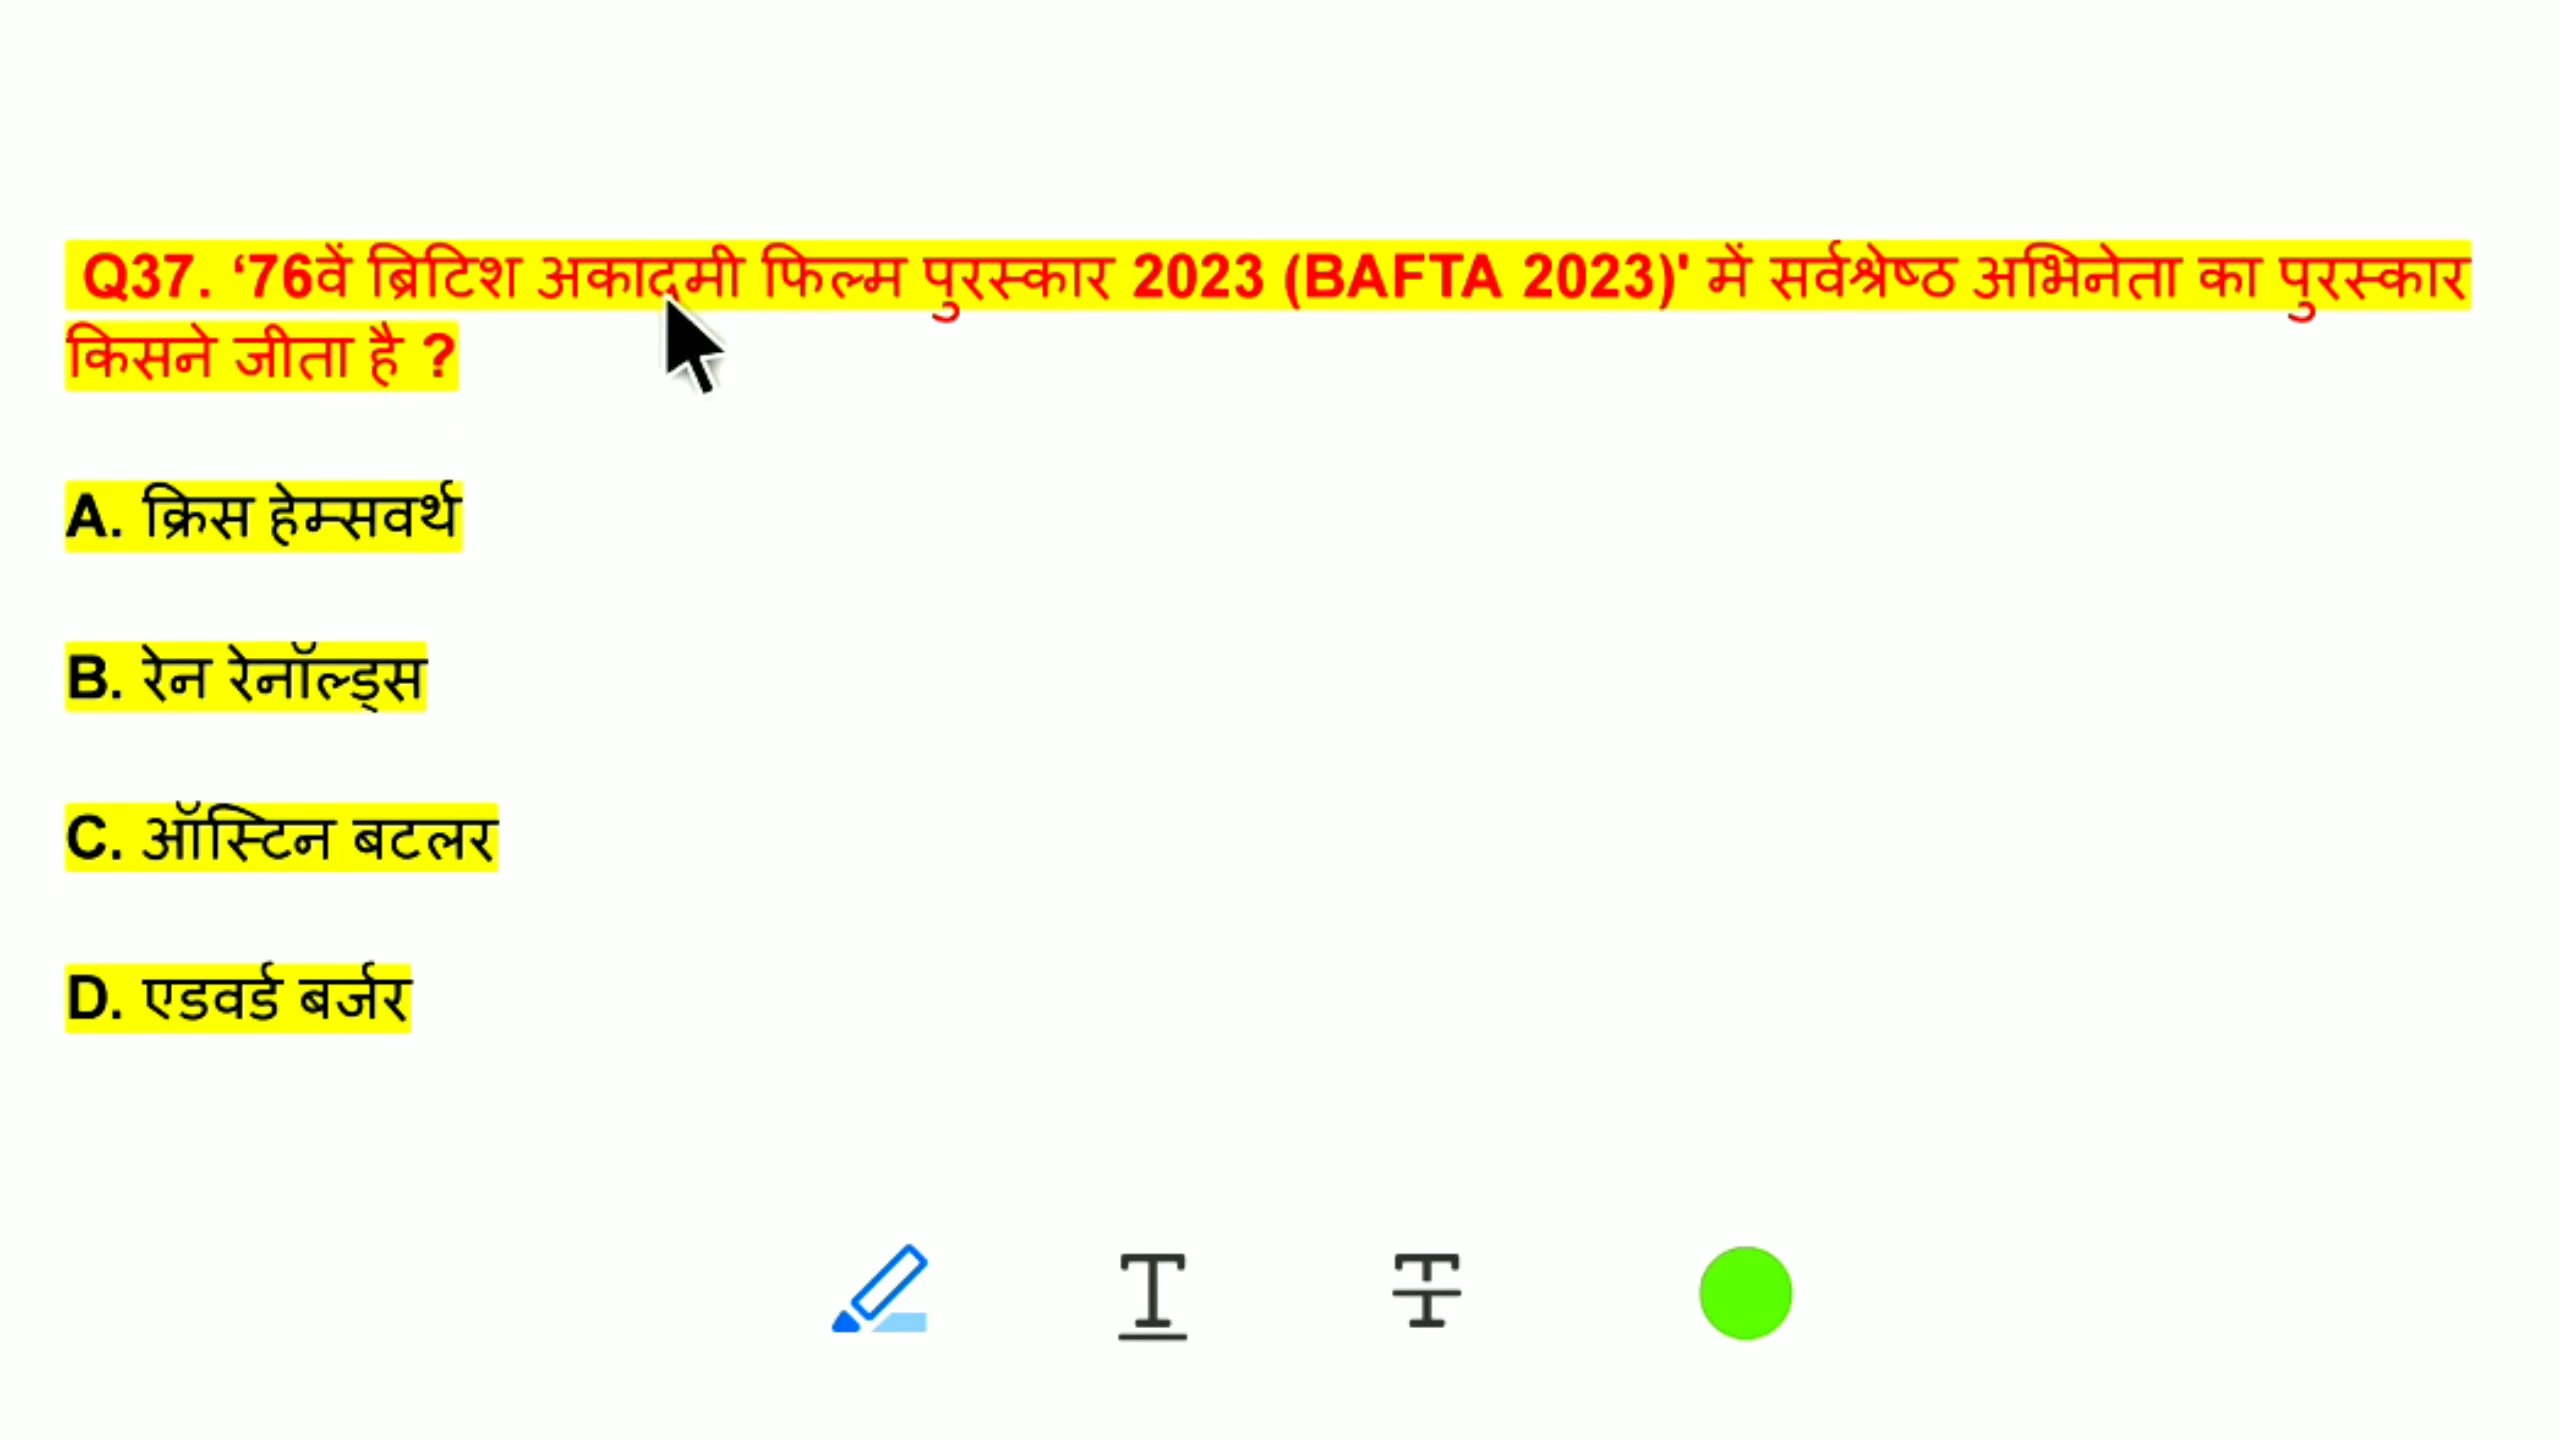 Q37. ‘76वें ब्रिटिश अकादमी फिल्म पुरस्कार 2023 (BAFTA 2023)' में सर्वश्रेष्ठ अभिनेता का पुरस्कार
किसने जीता है ?
A. क्रिस हेम्सवर्थ
B. रेन रेनॉल्ड्स
C. ऑस्टिन बटलर
D. एडवर्ड बर्जर